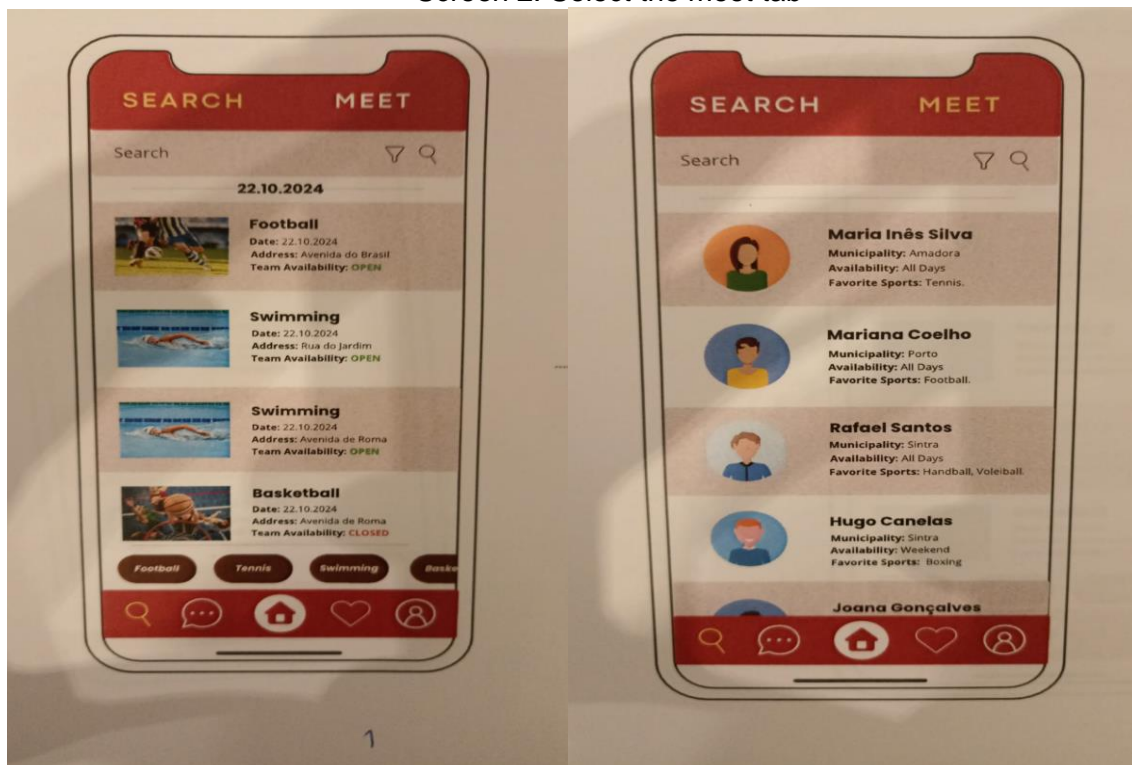 Screen 2: Select the Meet tab
SEARCH MEET
Search
22.10.2024
Football
Date: 22.10.2024
Address: Avenida do Brasil
Team Availability: OPEN
Swimming
Date: 22.10.2024
Address: Rua do Jardim
Team Availability: OPEN
Swimming
Date: 22.10.2024
Address: Avenida de Roma
Team Availability: OPEN
Basketball
Date: 22.10.2024
Address: Avenida de Roma
Team Availability: CLOSED
Football Tennis Swimming Baske
1
SEARCH MEET
Search
Maria Inês Silva
Municipality: Amadora
Availability: All Days
Favorite Sports: Tennis.
Mariana Coelho
Municipality: Porto
Availability: All Days
Favorite Sports: Football.
Rafael Santos
Municipality: Sintra
Availability: All Days
Favorite Sports: Handball, Voleiball.
Hugo Canelas
Municipality: Sintra
Availability: Weekend
Favorite Sports: Boxing
Joana Gonçalves